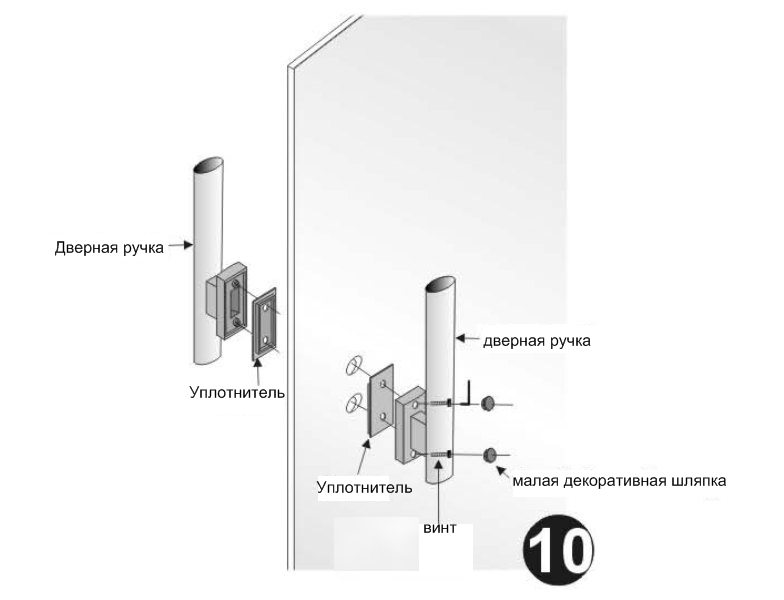 Дверная ручка
дверная ручка
Уплотнитель
малая декоративная шляпка
Уплотнитель
винт
10